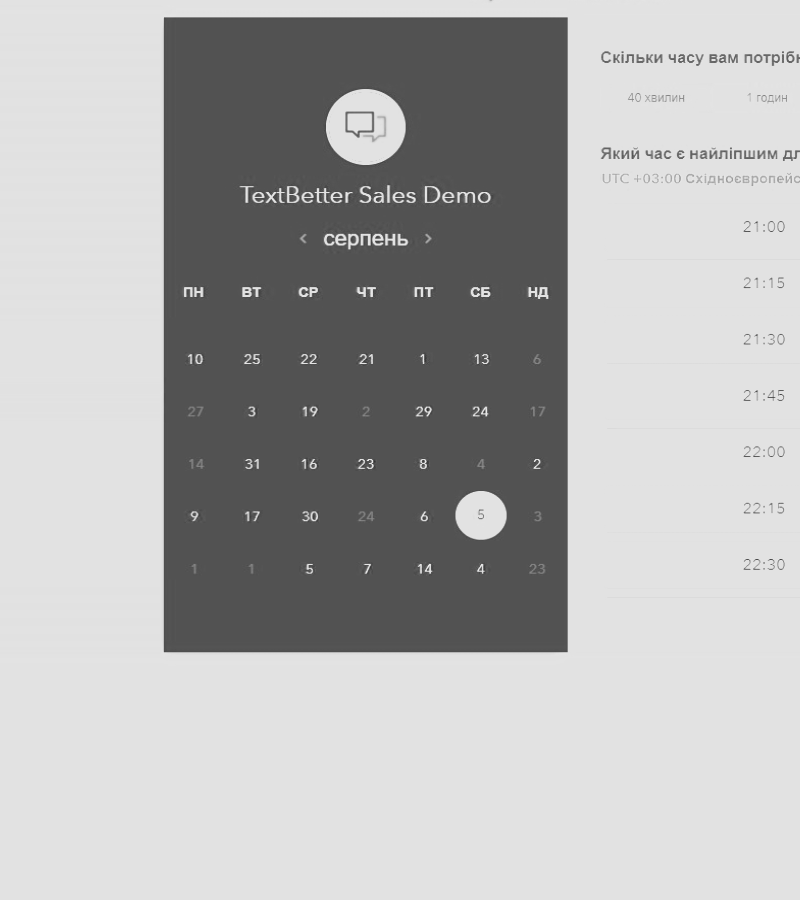 TextBetter Sales Demo
< серпень >
ПН ВТ СР ЧТ ПТ СБ НД
10 25 22 21 1 13 6
27 3 19 2 29 24 17
14 31 16 23 8 4 2
9 17 30 24 6 5 3
1 1 5 7 14 4 23
Скільки часу вам
40 хвилин 1 годин
Який час є найліпшим
UTC +03:00
21:00
21:15
21:30
21:45
22:00
22:15
22:30